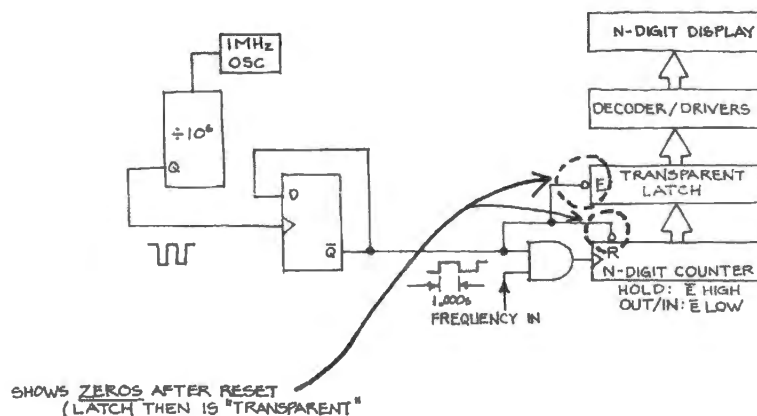 1MHz
OSC
N-DIGIT DISPLAY
÷10⁶
DECODER/DRIVERS
Q
D
E
TRANSPARENT
LATCH
Q̅
R
N-DIGIT COUNTER
1.000s
HOLD: E̅ HIGH
FREQUENCY IN
OUT/IN: E̅ LOW
SHOWS ZEROS AFTER RESET
(LATCH THEN IS "TRANSPARENT"